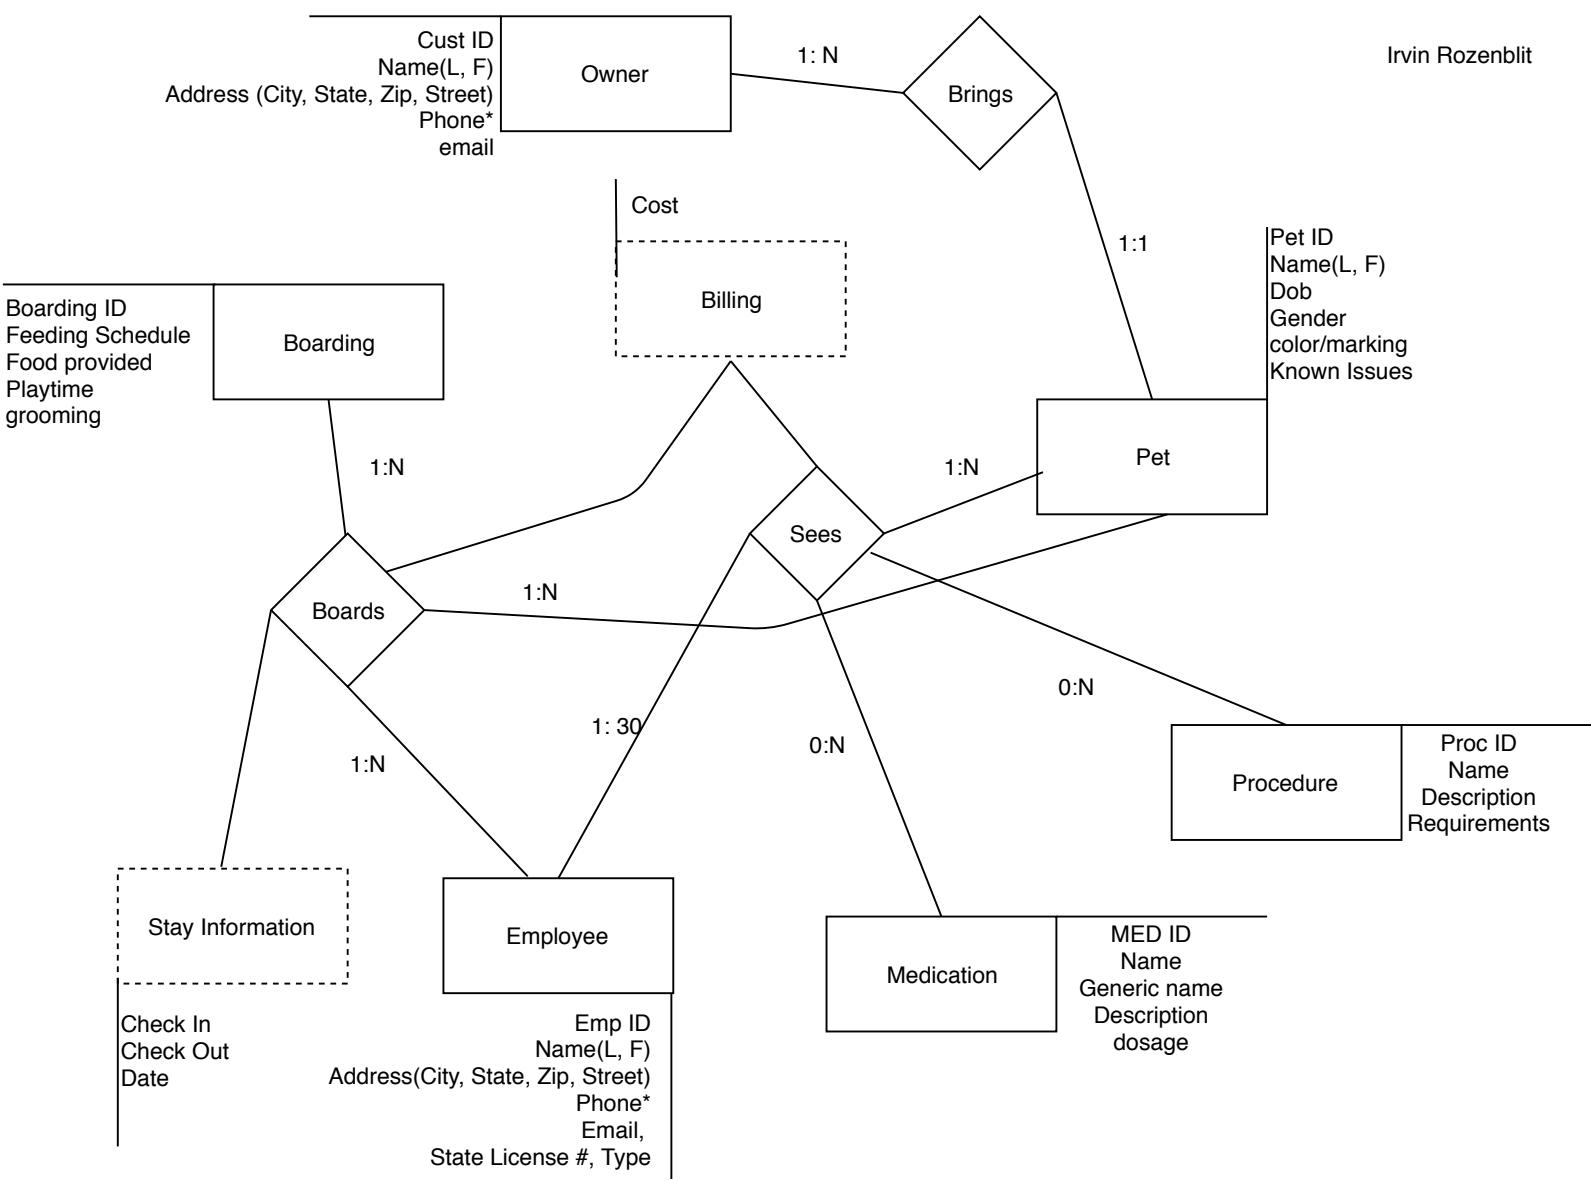 Irvin Rozenblit
Cust ID
Name(L, F)
Address (City, State, Zip, Street)
Phone*
email
Owner
1: N
Brings
Cost
Billing
1:1
Pet ID
Name(L, F)
Dob
Gender
color/marking
Known Issues
Pet
Boarding ID
Feeding Schedule
Food provided
Playtime
grooming
Boarding
1:N
1:N
Sees
Boards
1:N
1: 30
1:N
0:N
0:N
Procedure
Proc ID
Name
Description
Requirements
Stay Information
Check In
Check Out
Date
Employee
Emp ID
Name(L, F)
Address(City, State, Zip, Street)
Phone*
Email,
State License #, Type
Medication
MED ID
Name
Generic name
Description
dosage